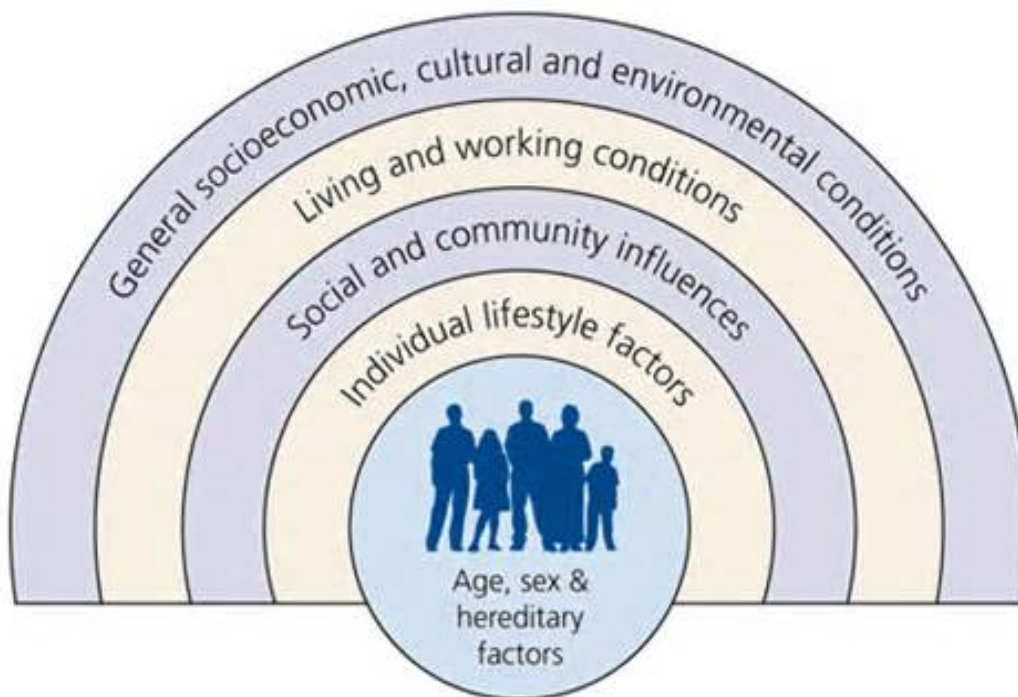 General socioeconomic, cultural and environmental conditions
Living and working conditions
Social and community influences
Individual lifestyle factors
Age, sex &
hereditary
factors